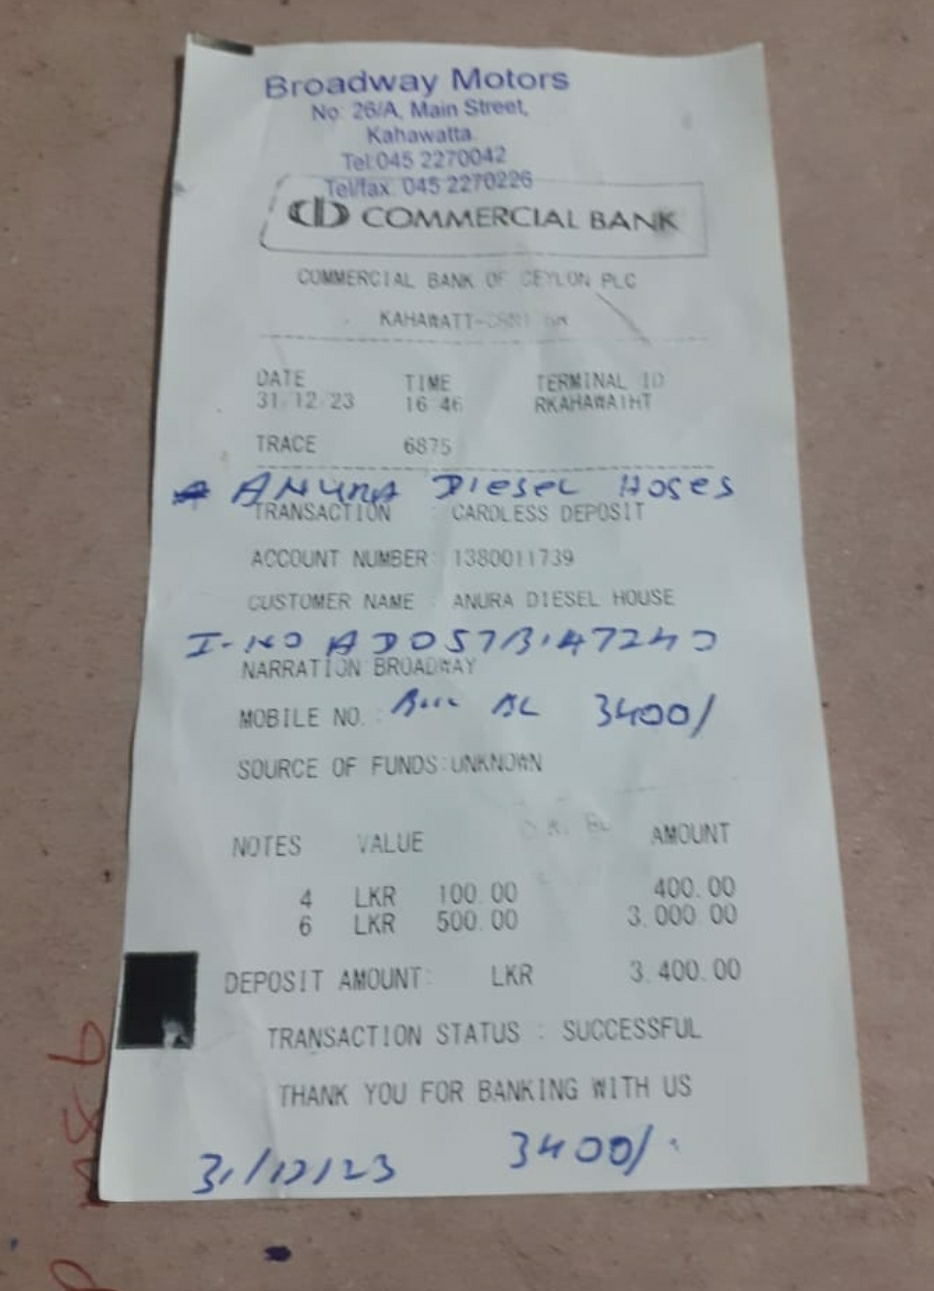 Broadway Motors
No: 26/A, Main Street,
Kahawatta.
Tel:045 2270042
Tel/fax: 045 2270226
COMMERCIAL BANK
COMMERCIAL BANK OF CEYLON PLC
KAHAWATT-
DATE TIME TERMINAL ID
31/12/23 16:46 RKAHAWATHT
TRACE 6875
* ANURA Diesel Hoses
TRANSACTION : CARDLESS DEPOSIT
ACCOUNT NUMBER: 1380011739
CUSTOMER NAME : ANURA DIESEL HOUSE
I-NO
NARRATION:BROADWAY
MOBILE NO. : 3400/
SOURCE OF FUNDS:UNKNOWN
NOTES VALUE AMOUNT
4 LKR 100.00 400.00
6 LKR 500.00 3,000.00
DEPOSIT AMOUNT: LKR 3,400.00
TRANSACTION STATUS : SUCCESSFUL
THANK YOU FOR BANKING WITH US
31/12/23 3400/.